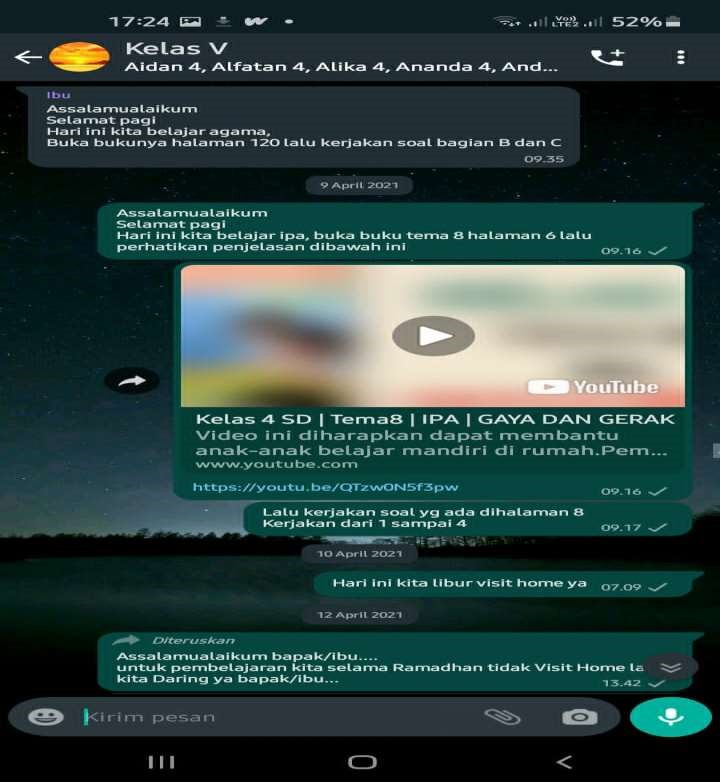 17:24 52%
Kelas V
Aidan 4, Alfatan 4, Alika 4, Ananda 4, And...
Ibu
Assalamualaikum
Selamat pagi
Hari ini kita belajar agama,
Buka bukunya halaman 120 lalu kerjakan soal bagian B dan C
09.35
9 April 2021
Assalamualaikum
Selamat pagi
Hari ini kita belajar ipa, buka buku tema 8 halaman 6 lalu
perhatikan penjelasan dibawah ini
09.16
YouTube
Kelas 4 SD | Tema8 | IPA | GAYA DAN GERAK
Video ini diharapkan dapat membantu
anak-anak belajar mandiri di rumah.Pem...
www.youtube.com
https://youtu.be/QTzw0N5f3pw
09.16
Lalu kerjakan soal yg ada dihalaman 8
Kerjakan dari 1 sampai 4
09.17
10 April 2021
Hari ini kita libur visit home ya 07.09
12 April 2021
Diteruskan
Assalamualaikum bapak/ibu....
untuk pembelajaran kita selama Ramadhan tidak Visit Home la
kita Daring ya bapak/ibu...
13.42
Kirim pesan